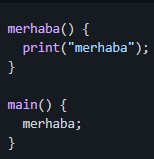 merhaba() {
  print("merhaba");
}

main() {
  merhaba;
}